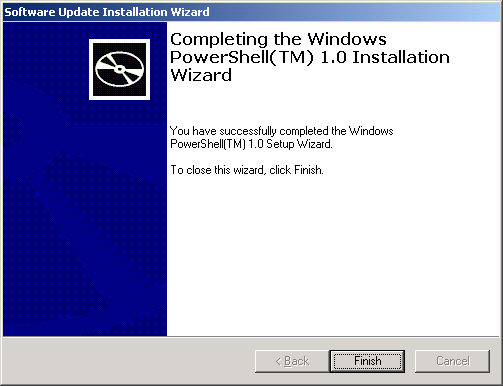 Software Update Installation Wizard
Completing the Windows
PowerShell(TM) 1.0 Installation
Wizard
You have successfully completed the Windows
PowerShell(TM) 1.0 Setup Wizard.
To close this wizard, click Finish.
< Back
Finish
Cancel